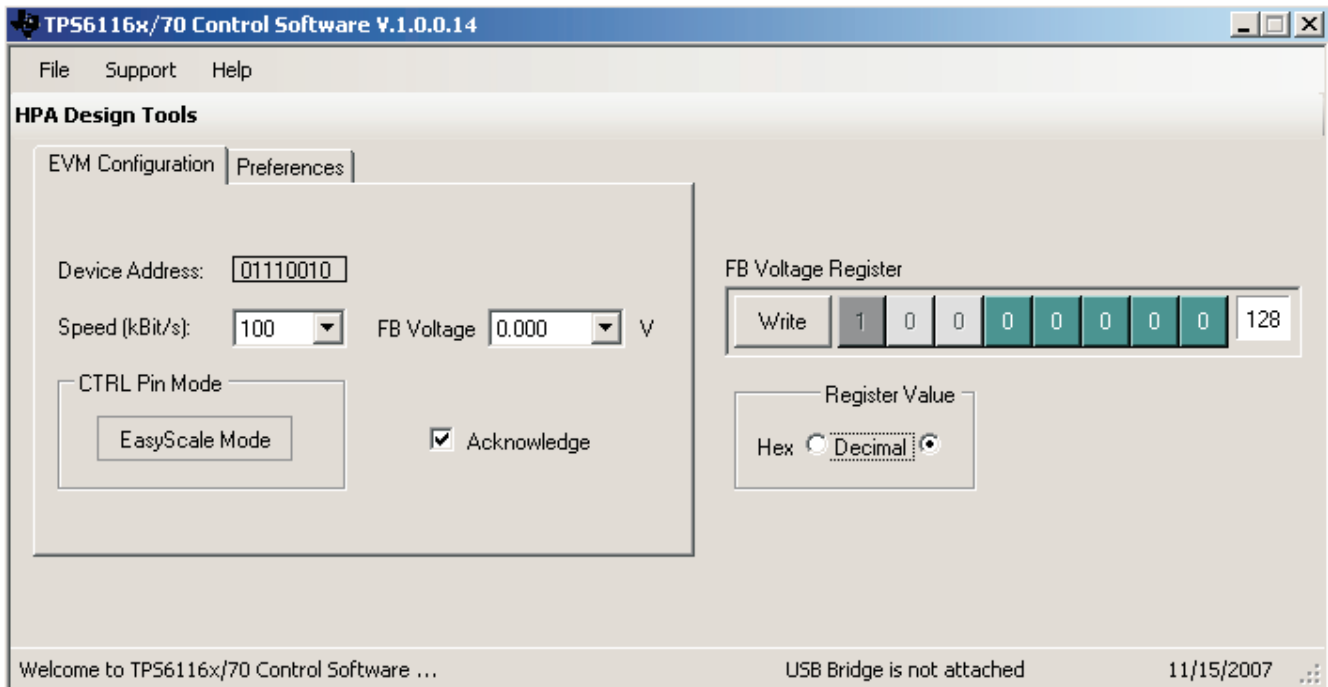 TPS6116x/70 Control Software V.1.0.0.14
File Support Help
HPA Design Tools
EVM Configuration Preferences
Device Address: 01110010
Speed (kBit/s): 100 FB Voltage 0.000 V
CTRL Pin Mode
EasyScale Mode
Acknowledge
FB Voltage Register
Write 1 0 0 0 0 0 0 0 128
Register Value
Hex Decimal
Welcome to TPS6116x/70 Control Software ... USB Bridge is not attached 11/15/2007